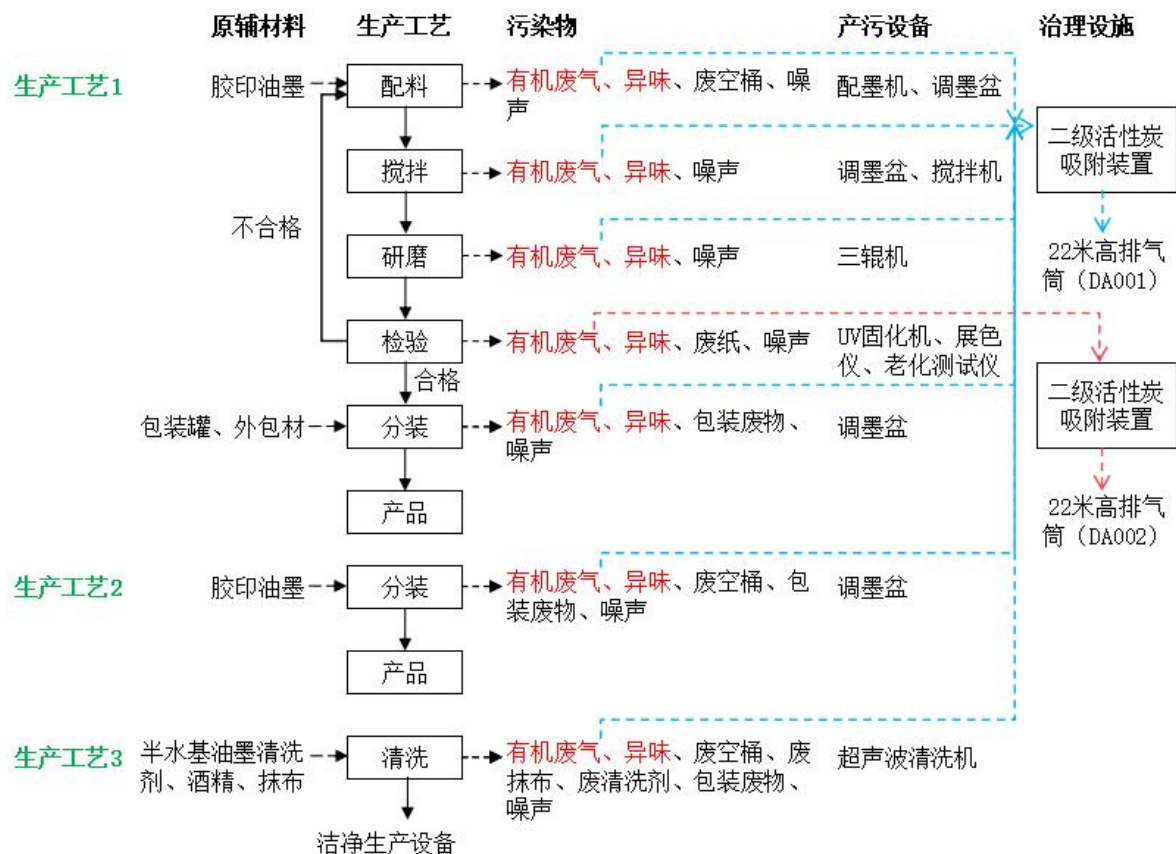 原辅材料 生产工艺 污染物 产污设备 治理设施
生产工艺1 胶印油墨 配料 有机废气、异味、废空桶、噪声 配墨机、调墨盆
二级活性炭吸附装置
搅拌 有机废气、异味、噪声 调墨盆、搅拌机
不合格
研磨 有机废气、异味、噪声 三辊机
22米高排气筒（DA001）
检验 有机废气、异味、废纸、噪声 UV固化机、展色仪、老化测试仪
合格
二级活性炭吸附装置
包装罐、外包材 分装 有机废气、异味、包装废物、噪声 调墨盆
产品
22米高排气筒（DA002）
生产工艺2 胶印油墨 分装 有机废气、异味、废空桶、包装废物、噪声 调墨盆
产品
生产工艺3 半水基油墨清洗剂、酒精、抹布 清洗 有机废气、异味、废空桶、废抹布、废清洗剂、包装废物、噪声 超声波清洗机
洁净生产设备